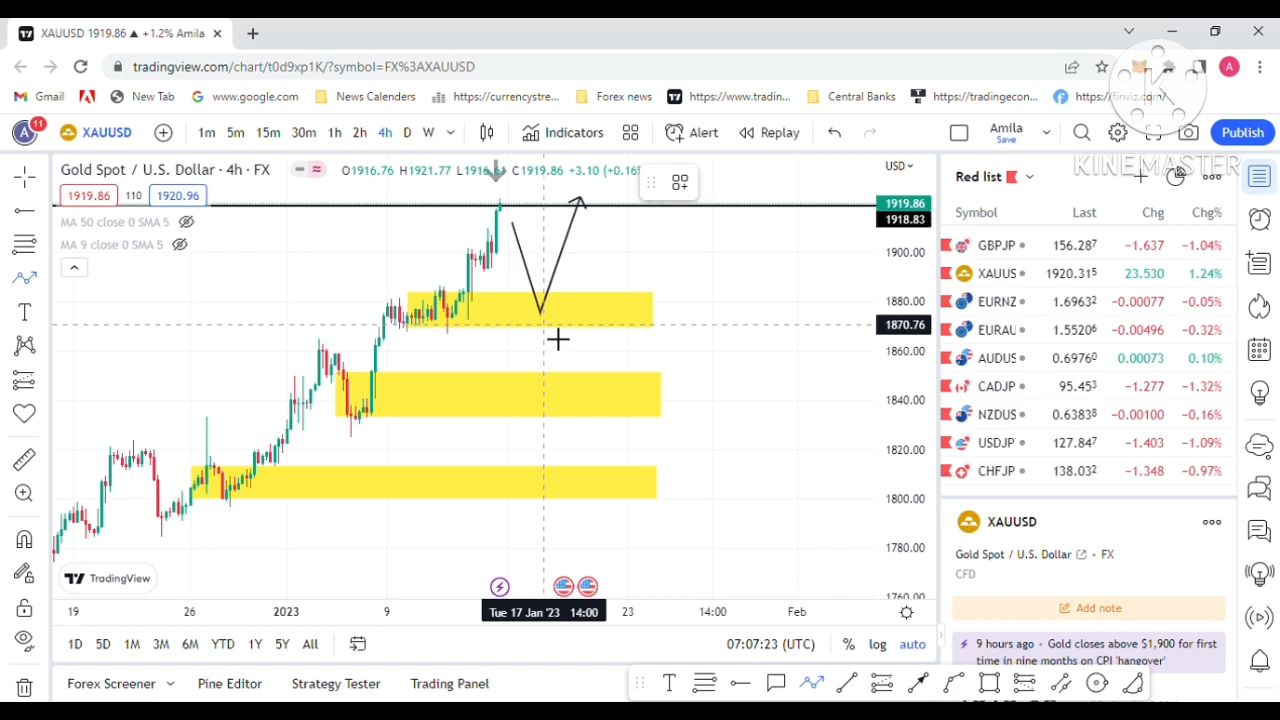 XAUUSD 1919.86 ▲ +1.2% Amila
tradingview.com/chart/t0d9xp1K/?symbol=FX%3AXAUUSD
A
Gmail New Tab www.google.com News Calenders https://currencystre... Forex news https://www.tradin... Central Banks https://tradingecon... https://finviz.com/
K
KINEMASTER
A 11 XAUUSD 1m 5m 15m 30m 1h 2h 4h D W Indicators Alert Replay Amila Save Publish
Gold Spot / U.S. Dollar · 4h · FX O1916.76 H1921.77 C1919.86 +3.10
1919.86 110 1920.96
MA 50 close 0 SMA 5
MA 9 close 0 SMA 5
USD
1919.86
1918.83
1900.00
1880.00
1870.76
1860.00
1840.00
1820.00
1800.00
1780.00
1760.00
TradingView
19 26 2023 9 Tue 17 Jan '23 14:00 23 14:00 Feb
1D 5D 1M 3M 6M YTD 1Y 5Y All 07:07:23 (UTC) % log auto
Forex Screener Pine Editor Strategy Tester Trading Panel
Red list
Symbol Last Chg Chg%
GBPJP 156.287 −1.637 −1.04%
XAUUS 1920.315 23.530 1.24%
EURNZ 1.69632 −0.00077 −0.05%
EURAU 1.55206 −0.00496 −0.32%
AUDUS 0.69760 0.00073 0.10%
CADJP 95.453 −1.277 −1.32%
NZDUS 0.63838 −0.00100 −0.16%
USDJP 127.847 −1.403 −1.09%
CHFJP 138.032 −1.348 −0.97%
XAUUSD
Gold Spot / U.S. Dollar · FX
CFD
Add note
9 hours ago · Gold closes above $1,900 for first
time in nine months on CPI 'hangover'